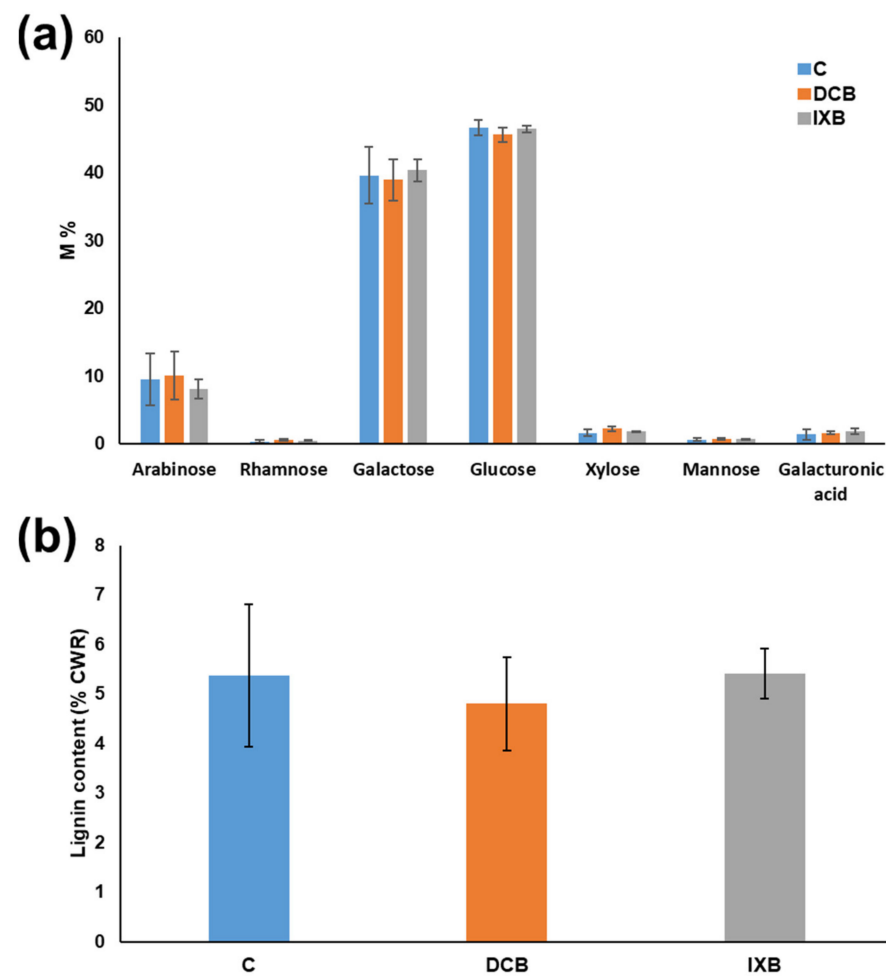 (a)
60
50
40
30
20
10
0
M %
C
DCB
IXB
Arabinose Rhamnose Galactose Glucose Xylose Mannose Galacturonic
acid
(b)
8
7
6
5
4
3
2
1
0
Lignin content (% CWR)
C DCB IXB